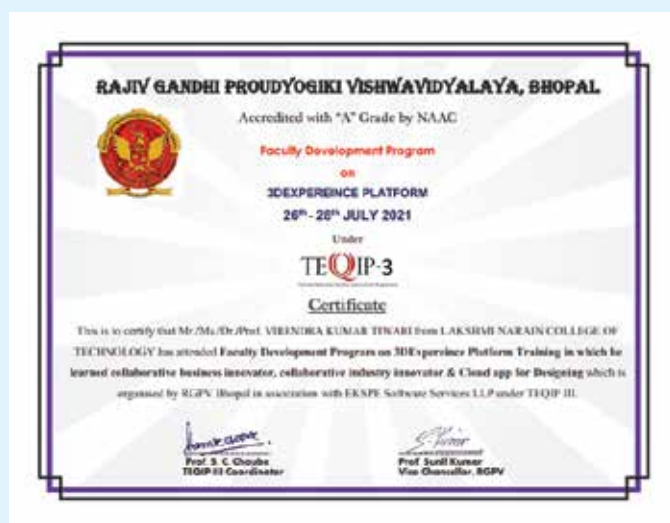 RAJIV GANDHI PROUDYOGIKI VISHWAVIDYALAYA, BHOPAL
Accredited with "A" Grade by NAAC
Faculty Development Program
on
3DEXPEREINCE PLATFORM
26th - 28th JULY 2021
Under
TEQIP-3
Certificate
This is to certify that Mr./Ms./Dr./Prof. VIRENDRA KUMAR TIWARI from LAKSHMI NARAIN COLLEGE OF
TECHNOLOGY has attended Faculty Development Program on 3DExperience Platform Training in which he
learned collaborative business innovator, collaborative industry innovator & Cloud app for Designing which is
organised by RGPV Bhopal in association with EKSPE Software Services LLP under TEQIP III.
Prof. S. C. Choube
TEQIP III Coordinator
Prof Sunil Kumar
Vice Chancellor, RGPV